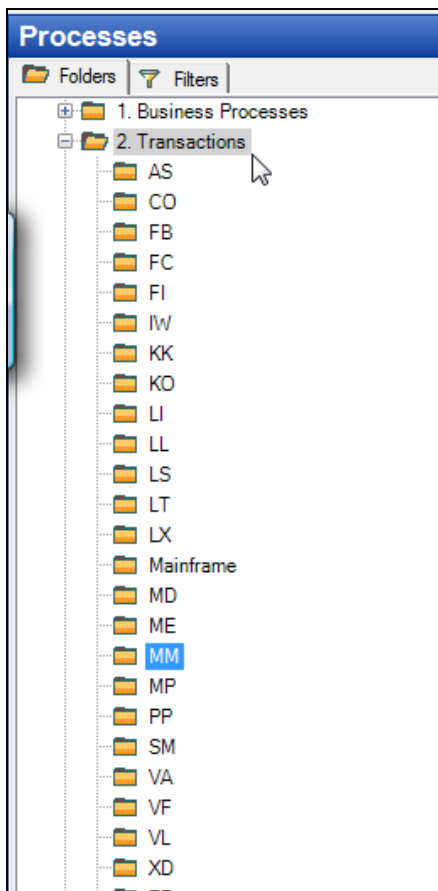 Processes
Folders Filters
1. Business Processes
2. Transactions
AS
CO
FB
FC
FI
IW
KK
KO
LI
LL
LS
LT
LX
Mainframe
MD
ME
MM
MP
PP
SM
VA
VF
VL
XD